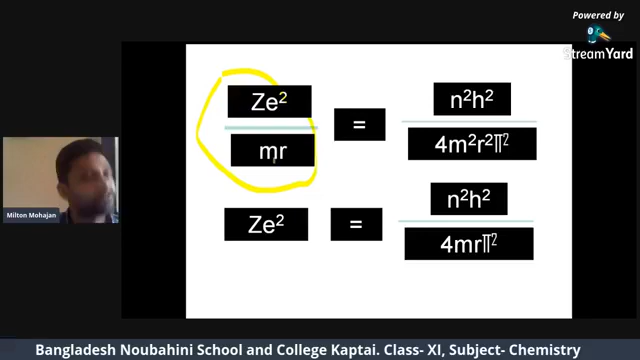 Powered by
StreamYard
Ze² = n²h²
mr 4m²r²π²
Ze² = n²h²
4mrπ²
Milton Mohajan
Bangladesh Noubahini School and College Kaptai. Class- XI, Subject- Chemistry